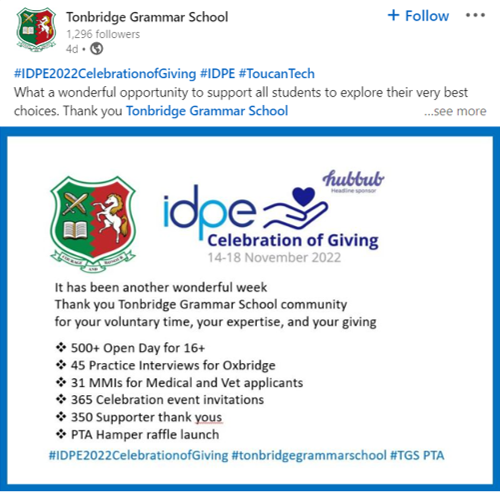 Tonbridge Grammar School
+ Follow
1,296 followers
4d •
#IDPE2022CelebrationofGiving #IDPE #ToucanTech
What a wonderful opportunity to support all students to explore their very best
choices. Thank you Tonbridge Grammar School ...see more
hubbub
Headline sponsor
idpe
Celebration of Giving
14-18 November 2022
It has been another wonderful week
Thank you Tonbridge Grammar School community
for your voluntary time, your expertise, and your giving
❖ 500+ Open Day for 16+
❖ 45 Practice Interviews for Oxbridge
❖ 31 MMIs for Medical and Vet applicants
❖ 365 Celebration event invitations
❖ 350 Supporter thank yous
❖ PTA Hamper raffle launch
#IDPE2022CelebrationofGiving #tonbridgegrammarschool #TGS PTA